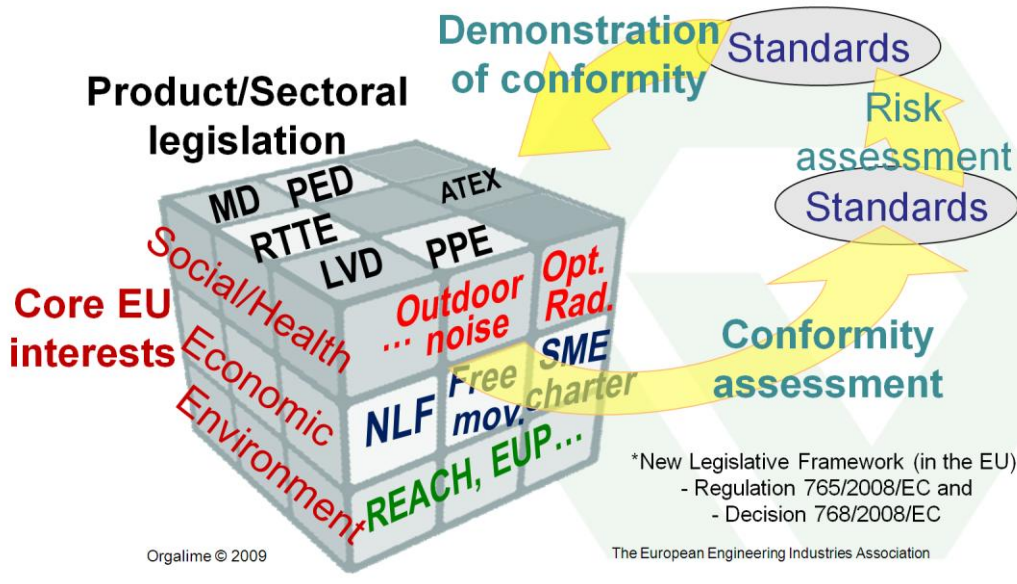 Demonstration
of conformity
Standards
Product/Sectoral
legislation
Risk
assessment
Standards
MD PED
ATEX
RTTE
LVD PPE
Core EU
interests
Social/Health
Economic
Environment
... Outdoor
noise
Opt.
Rad.
NLF
Free
mov.
SME
charter
REACH, EUP...
Conformity
assessment
*New Legislative Framework (in the EU)
- Regulation 765/2008/EC and
- Decision 768/2008/EC
Orgalime © 2009
The European Engineering Industries Association